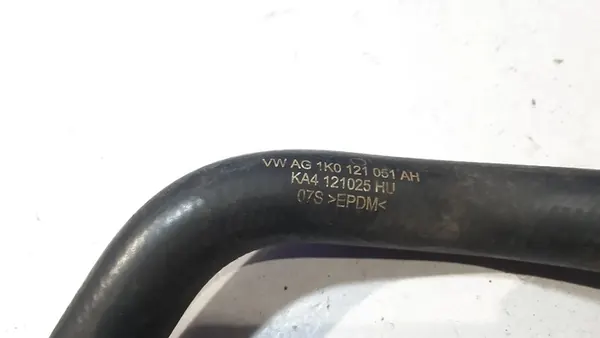 VW AG 1K0 121 051 AH
KA4 121025 HU
07S >EPDM<